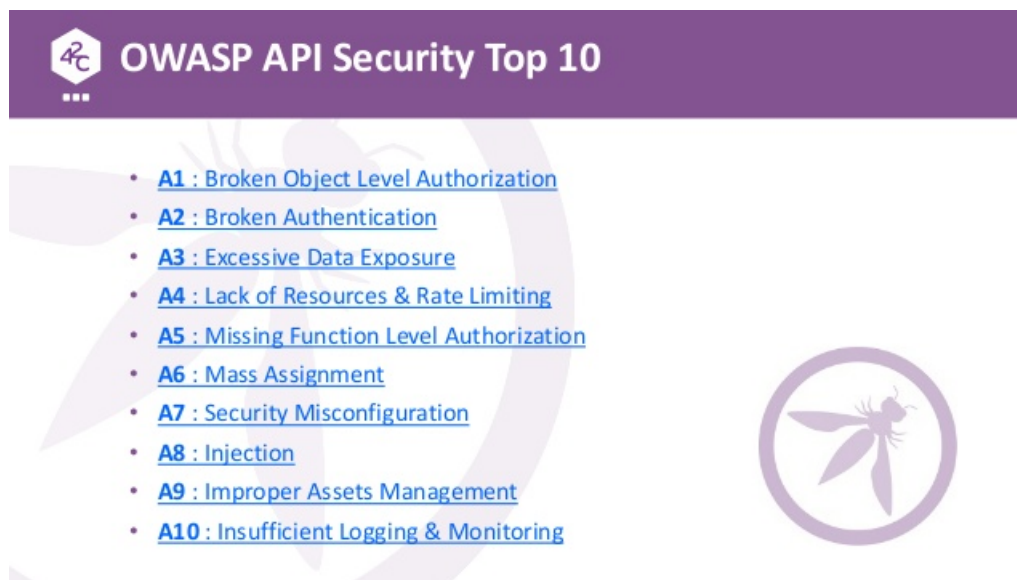 42C
OWASP API Security Top 10
• A1 : Broken Object Level Authorization
• A2 : Broken Authentication
• A3 : Excessive Data Exposure
• A4 : Lack of Resources & Rate Limiting
• A5 : Missing Function Level Authorization
• A6 : Mass Assignment
• A7 : Security Misconfiguration
• A8 : Injection
• A9 : Improper Assets Management
• A10 : Insufficient Logging & Monitoring